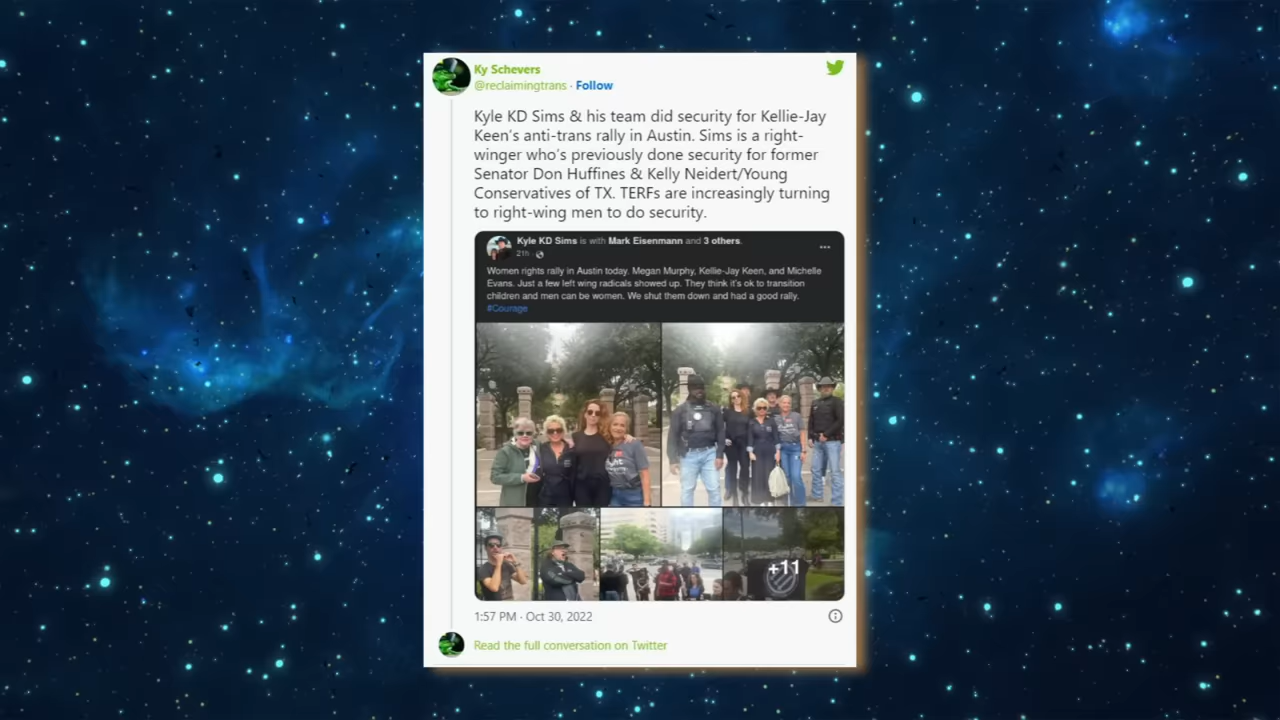 Ky Schevers
@reclaimingtrans · Follow
Kyle KD Sims & his team did security for Kellie-Jay
Keen's anti-trans rally in Austin. Sims is a right-
winger who's previously done security for former
Senator Don Huffines & Kelly Neidert/Young
Conservatives of TX. TERFs are increasingly turning
to right-wing men to do security.
Kyle KD Sims is with Mark Eisenmann and 3 others.
21h ·
Women rights rally in Austin today. Megan Murphy, Kellie-Jay Keen, and Michelle
Evans. Just a few left wing radicals showed up. They think it's ok to transition
children and men can be women. We shut them down and had a good rally.
#Courage
+11
1:57 PM · Oct 30, 2022
Read the full conversation on Twitter